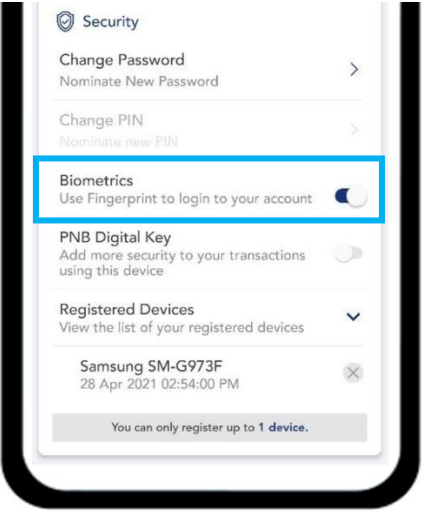 Security
Change Password
Nominate New Password
Change PIN
Nominate new PIN
Biometrics
Use Fingerprint to login to your account
PNB Digital Key
Add more security to your transactions
using this device
Registered Devices
View the list of your registered devices
Samsung SM-G973F
28 Apr 2021 02:54:00 PM
You can only register up to 1 device.